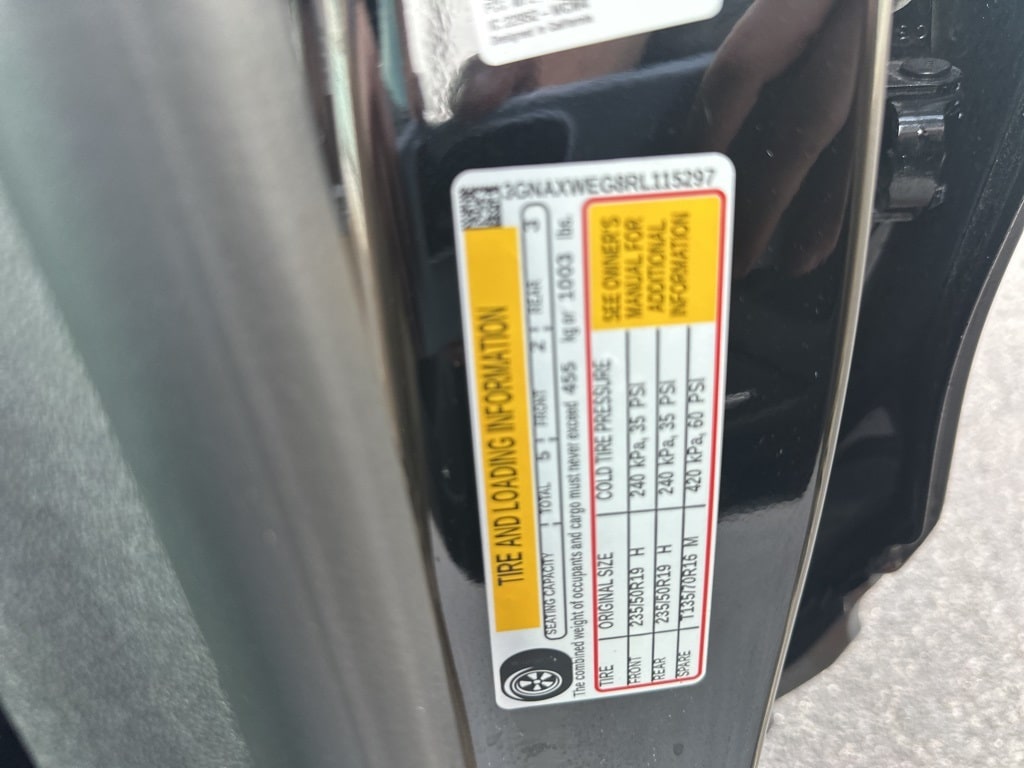 3GNAXWEG8RL115297
TIRE AND LOADING INFORMATION
SEATING CAPACITY TOTAL 5 FRONT 2 REAR 3
The combined weight of occupants and cargo must never exceed 455 kg or 1003 lbs.
TIRE ORIGINAL SIZE COLD TIRE PRESSURE
FRONT 235/50R19 H 240 kPa, 35 PSI
REAR 235/50R19 H 240 kPa, 35 PSI
SPARE T135/70R16 M 420 kPa, 60 PSI
SEE OWNER'S
MANUAL FOR
ADDITIONAL
INFORMATION